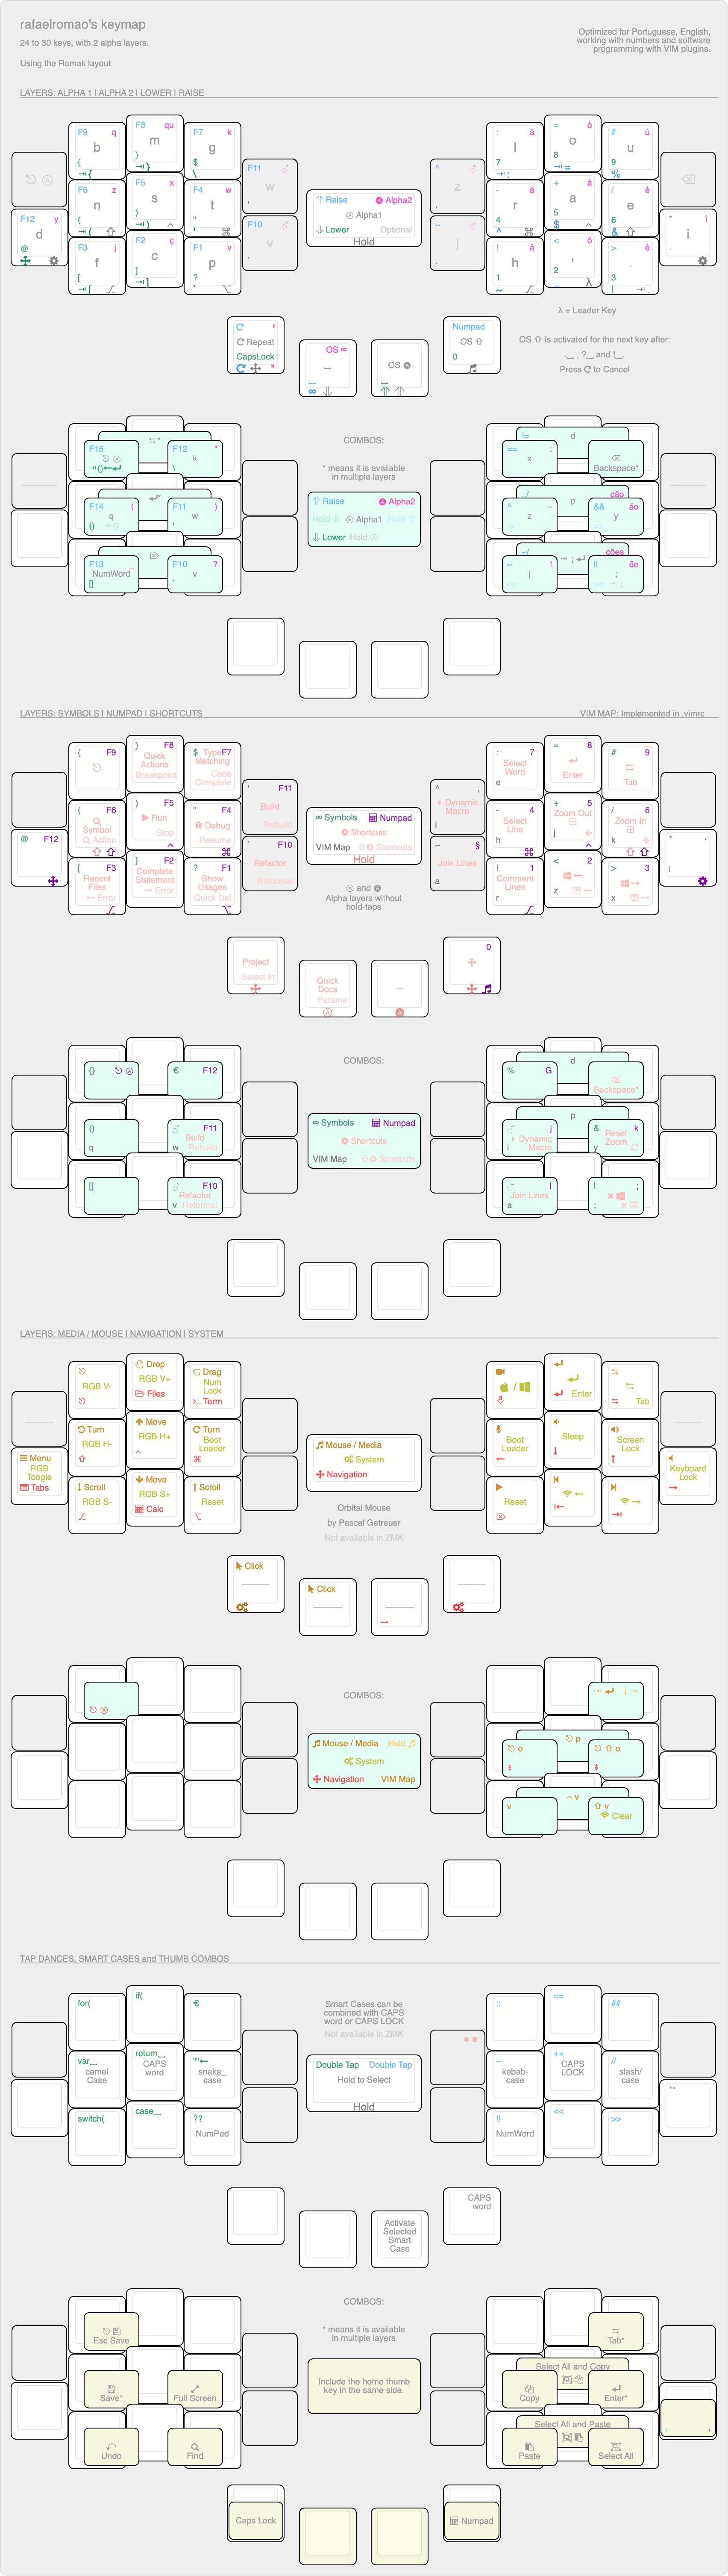 rafaelromao's keymap
24 to 30 keys, with 2 alpha layers.
Using the Romak layout.
Optimized for Portuguese, English,
working with numbers and software
programming with VIM plugins.
LAYERS: ALPHA 1 | ALPHA 2 | LOWER | RAISE
F9 q
b
{
F8 qu
m
}
F7 k
g
$
\
F11
w
'
F12 y
d
@
F6 z
n
(
F5 x
s
)
F4 w
t
"
F10
v
F3 j
f
[
F2 ç
c
]
F1 v
p
?
Raise Alpha2
Alpha1
Lower Optional
Hold
: à
l
7
= ó
o
8
# ú
u
9
%
z
- ã
r
4
+ á
a
5
$
/ é
e
6
&
* í
i
j
! â
h
1
~
< ô
,
2
> ê
.
3
|
λ = Leader Key
Repeat
CapsLock
OS ∞
OS A
Numpad
OS
0
OS ⇧ is activated for the next key after:
Press to Cancel
COMBOS:
* means it is available
in multiple layers
Raise Alpha2
Hold Alpha1 Hold
Lower Hold
F15
F12 "
k
\
F14 (
q
()
F11 )
w
'
F13
NumWord
[]
F10 ?
v
!= d
== :
x
Backspace*
p
z -
ção
&& ão
y
ções
!
j
|| õe
;
LAYERS: SYMBOLS | NUMPAD | SHORTCUTS
VIM MAP: Implemented in .vimrc
{ F9
} F8
Quick
Actions
Breakpoint
$ Type F7
Matching
Code
Complete
' F11
Build
Rebuild
@ F12
( F6
Symbol
Action
) F5
Run
Stop
" F4
Debug
Resume
F10
Refactor
Reformat
[ F3
Recent
Files
Error
] F2
Complete
Statement
Error
? F1
Show
Usages
Quick Def
∞ Symbols Numpad
Shortcuts
VIM Map Shortcuts
Hold
Ⓐ and 🅐
Alpha layers without
hold-taps
: 7
Select
Word
e
= 8
Enter
# 9
Tab
^ ,
Dynamic
Macro
i
- 4
Select
Line
h
+ 5
Zoom Out
j
/ 6
Zoom In
k
~ §
Join Lines
a
! 1
Comment
Lines
r
< 2
z
> 3
x
Project
Select In
Quick
Docs
Params
0
COMBOS:
{}
€ F12
()
q
F11
Build
w Rebuild
[]
F10
Refactor
v Reformat
∞ Symbols Numpad
Shortcuts
VIM Map Shortcuts
d
% G
Backspace*
p
j
Dynamic
i Macro
& k
Reset
Zoom
y
l
Join Lines
a
| ;
;
LAYERS: MEDIA / MOUSE | NAVIGATION | SYSTEM
RGB V-
Drop
RGB V+
Files
Drag
Num
Lock
Term
Menu
RGB
Toogle
Tabs
Turn
RGB H-
Move
RGB H+
Turn
Boot
Loader
Scroll
RGB S-
Move
RGB S+
Calc
Scroll
Reset
Mouse / Media
System
Navigation
Orbital Mouse
by Pascal Getreuer
Not available in ZMK
/
Enter
Tab
Boot
Loader
Sleep
Screen
Lock
Keyboard
Lock
Reset
Click
Click
COMBOS:
Mouse / Media Hold
System
Navigation VIM Map
p
o
o
v
v
v
Clear
TAP DANCES, SMART CASES and THUMB COMBOS
for(
if(
€
var_
camel
Case
return_
CAPS
word
snake_
case
switch(
case_
??
NumPad
Smart Cases can be
combined with CAPS
word or CAPS LOCK
Not available in ZMK
Double Tap Double Tap
Hold to Select
Hold
::
==
##
--
kebab-
case
++
CAPS
LOCK
//
slash/
case
**
!!
NumWord
<<
>>
Activate
Selected
Smart
Case
CAPS
word
COMBOS:
* means it is available
in multiple layers
Include the home thumb
key in the same side.
Esc Save
Save*
Full Screen
Undo
Find
Tab*
Select All and Copy
Copy
Enter*
Select All and Paste
Paste
Select All
Caps Lock
Numpad